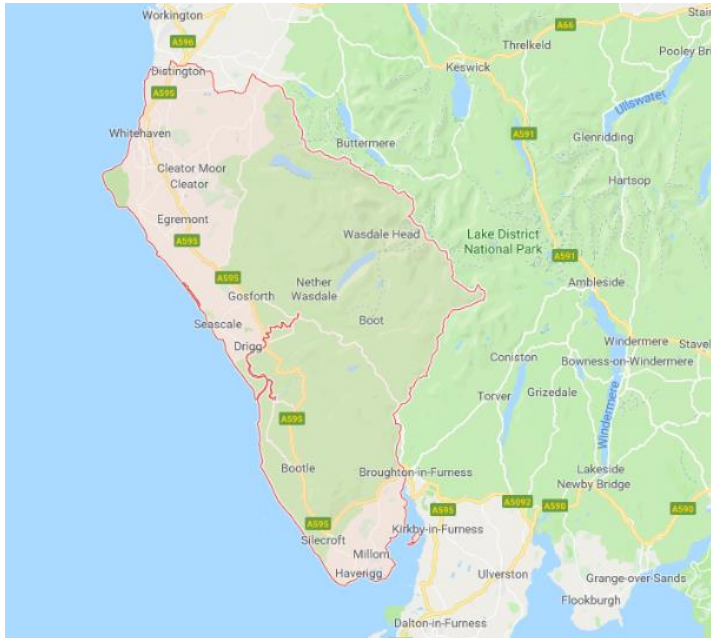 Workington
A66
Stai
Threlkeld
A596
Keswick
Pooley Bri
Distington
A595
Ullswater
Whitehaven
A591
Glenridding
Buttermere
Cleator Moor
Cleator
Hartsop
Egremont
Wasdale Head
Lake District
National Park
A595
A591
A595
Nether
Wasdale
Gosforth
Ambleside
Boot
Seascale
Drigg
Windermere
Stavel
Coniston
Bowness-on-Windermere
Torver
Grizedale
Windermere
A595
Bootle
Broughton-in-Furness
Lakeside
Newby Bridge
A5092
A590
A595
A590
A595
Kirkby-in-Furness
Silecroft
Millom
Haverigg
Ulverston
Grange-over-Sands
Flookburgh
Dalton-in-Furness